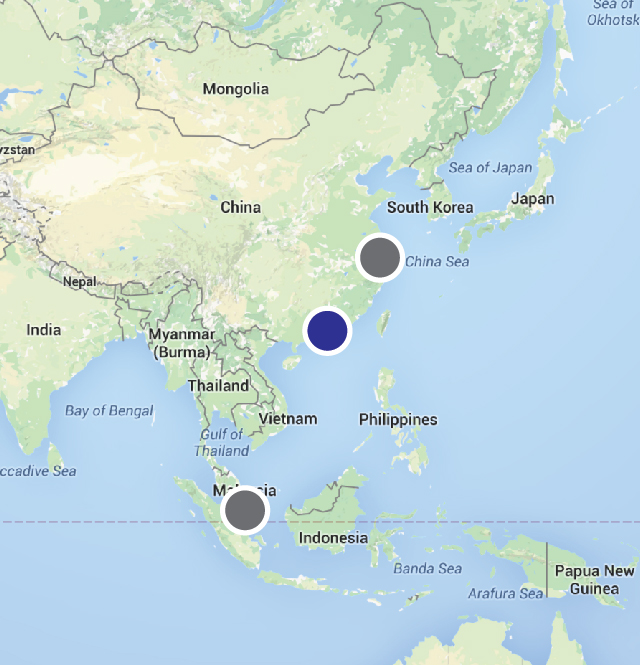 Sea of
Okhotsk
Mongolia
yzstan
Sea of Japan
China
South Korea
Japan
China Sea
Nepal
India
Myanmar
(Burma)
Thailand
Bay of Bengal
Vietnam
Philippines
Gulf of
Thailand
ccadive Sea
M
sia
Indonesia
Banda Sea
Papua New
Guinea
Arafura Sea